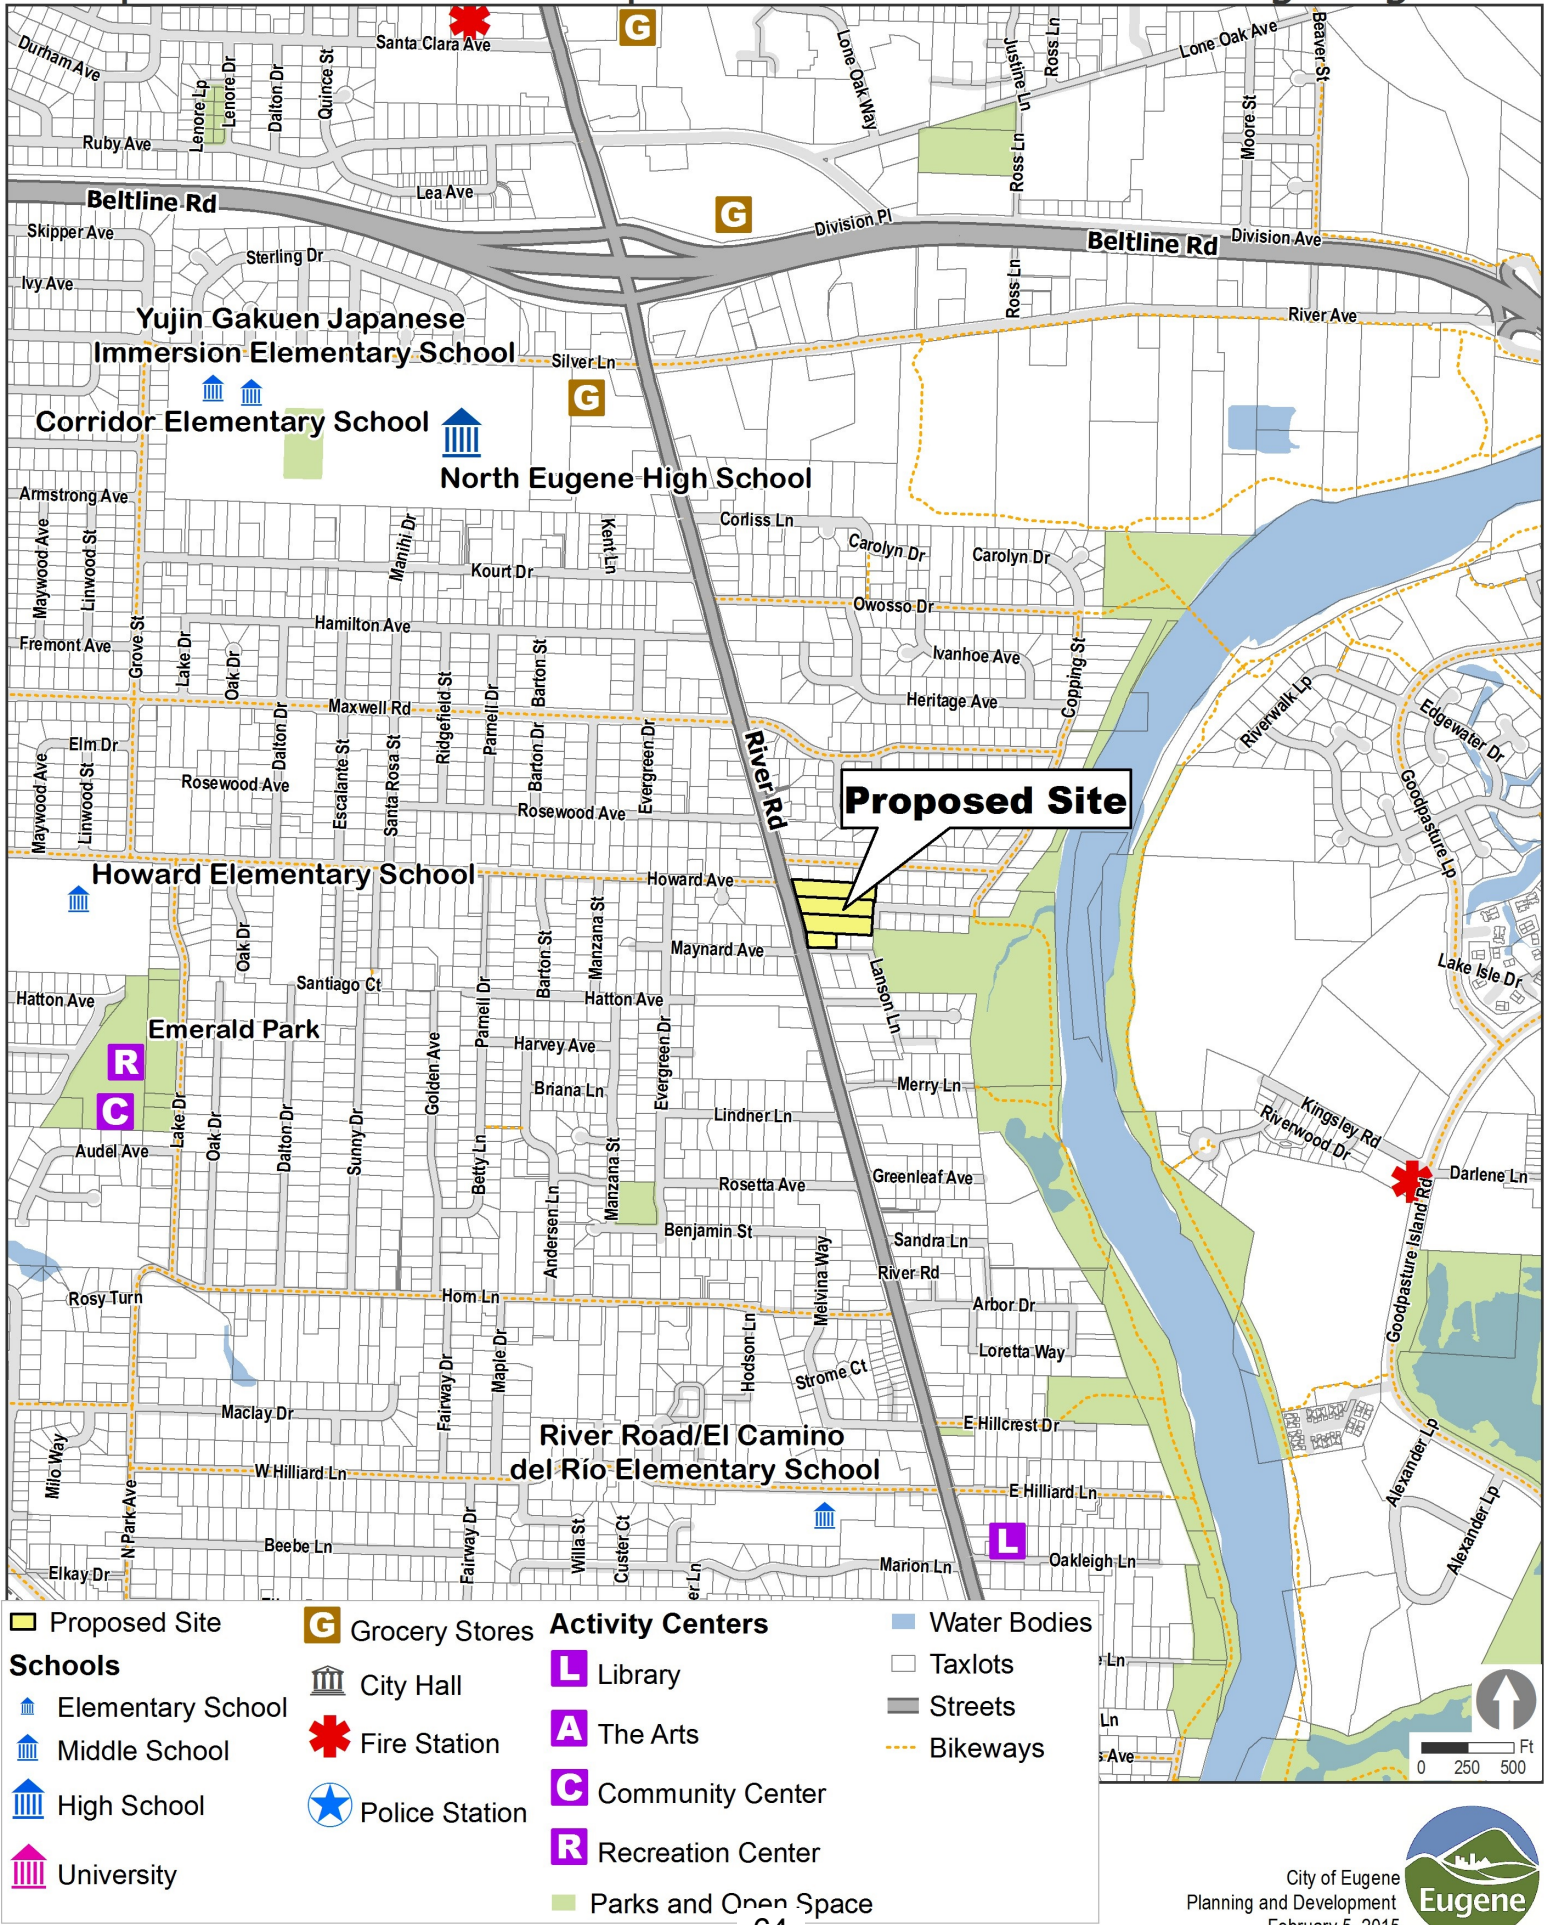 Santa Clara Ave
G
Durham Ave
Lenore Lp
Lenore Dr
Dalton Dr
Quince St
Lone Oak Way
Justine Ln
Ross Ln
Lone Oak Ave
Beaver St
Moore St
Ruby Ave
Ross Ln
Lea Ave
Beltline Rd
G
Division Pl
Skipper Ave
Beltline Rd
Division Ave
Sterling Dr
Ivy Ave
Ross Ln
River Ave
Yujin Gakuen Japanese
Immersion Elementary School
Silver Ln
G
Corridor Elementary School
North Eugene High School
Armstrong Ave
Corliss Ln
Maywood Ave
Linwood St
Manihi Dr
Kent Ln
Kourt Dr
Carolyn Dr
Carolyn Dr
Owosso Dr
Hamilton Ave
Fremont Ave
Grove St
Lake Dr
Oak Dr
Barton St
Ivanhoe Ave
Copping St
Heritage Ave
Ridgefield St
Parnell Dr
Maxwell Rd
Riverwalk Lp
Edgewater Dr
Elm Dr
Dalton Dr
Maywood Ave
Linwood St
Escalante St
Santa Rosa St
Barton Dr
Evergreen Dr
River Rd
Rosewood Ave
Rosewood Ave
Proposed Site
Goodpasture Lp
Howard Elementary School
Howard Ave
Oak Dr
Barton St
Manzana St
Maynard Ave
Lanson Ln
Lake Isle Dr
Santiago Ct
Hatton Ave
Hatton Ave
Parnell Dr
Emerald Park
R
C
Golden Ave
Harvey Ave
Evergreen Dr
Briana Ln
Merry Ln
Lindner Ln
Kingsley Rd
Riverwood Dr
Lake Dr
Oak Dr
Dalton Dr
Sunny Dr
Audel Ave
Betty Ln
Manzana St
Rosetta Ave
Greenleaf Ave
Darlene Ln
Goodpasture Island Rd
Andersen Ln
Benjamin St
Melvina Way
Sandra Ln
River Rd
Rosy Turn
Horn Ln
Arbor Dr
Hodson Ln
Loretta Way
Fairway Dr
Maple Dr
Strome Ct
Maclay Dr
E Hillcrest Dr
River Road/El Camino
del Río Elementary School
Milo Way
W Hilliard Ln
E Hilliard Ln
Alexander Lp
Alexander Lp
N Park Ave
Fairway Dr
Willa St
Custer Ct
L
Beebe Ln
Marion Ln
Oakleigh Ln
Elkay Dr
er Ln
Ln
Ln
Ave
Proposed Site
Schools
Elementary School
Middle School
High School
University
G Grocery Stores
City Hall
Fire Station
Police Station
Activity Centers
L Library
A The Arts
C Community Center
R Recreation Center
Parks and Open Space
Water Bodies
Taxlots
Streets
Bikeways
Ft
0 250 500
City of Eugene
Planning and Development
February 5, 2015
Eugene